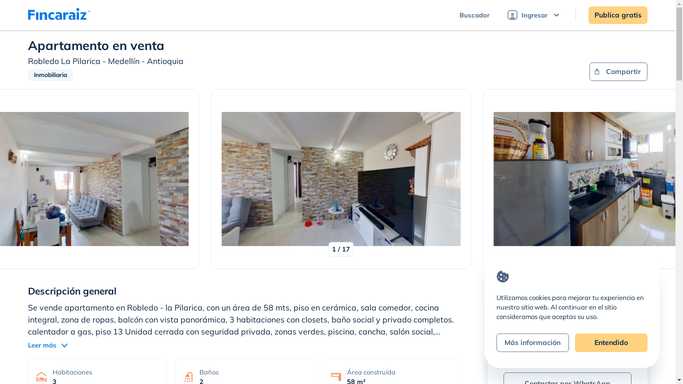 Fincaraiz
Buscador
Ingresar
Publica gratis
Apartamento en venta
Robledo La Pilarica - Medellín - Antioquia
Inmobiliaria
Compartir
1 / 17
Descripción general
Se vende apartamento en Robledo - la Pilarica, con un área de 58 mts, piso en cerámica, sala comedor, cocina
integral, zona de ropas, balcón con vista panorámica, 3 habitaciones con closets, baño social y privado completos.
calentador a gas, piso 13 Unidad cerrada con seguridad privada, zonas verdes, piscina, cancha, salón social,...
Leer más
Habitaciones
3
Baños
2
Área construida
58 m²
Utilizamos cookies para mejorar tu experiencia en
nuestro sitio web. Al continuar en el sitio
consideramos que aceptas su uso.
Más información
Entendido
Contactar por WhatsApp